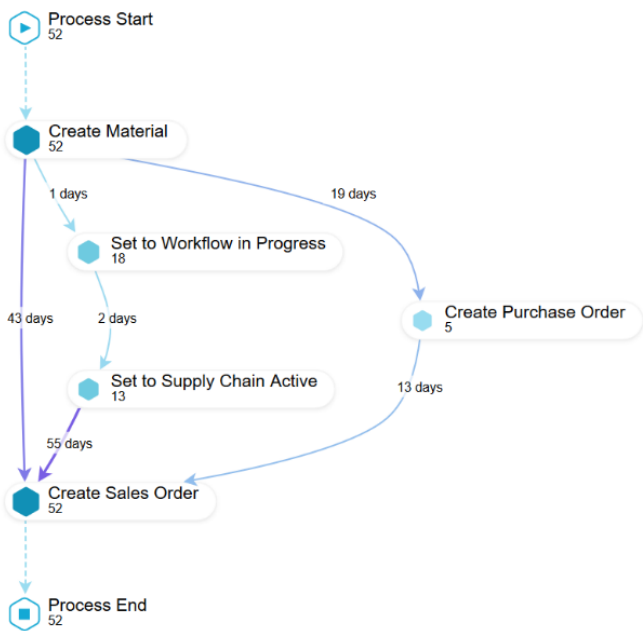 Process Start
52
Create Material
52
1 days
19 days
Set to Workflow in Progress
18
43 days
2 days
Create Purchase Order
5
Set to Supply Chain Active
13
13 days
55 days
Create Sales Order
52
Process End
52